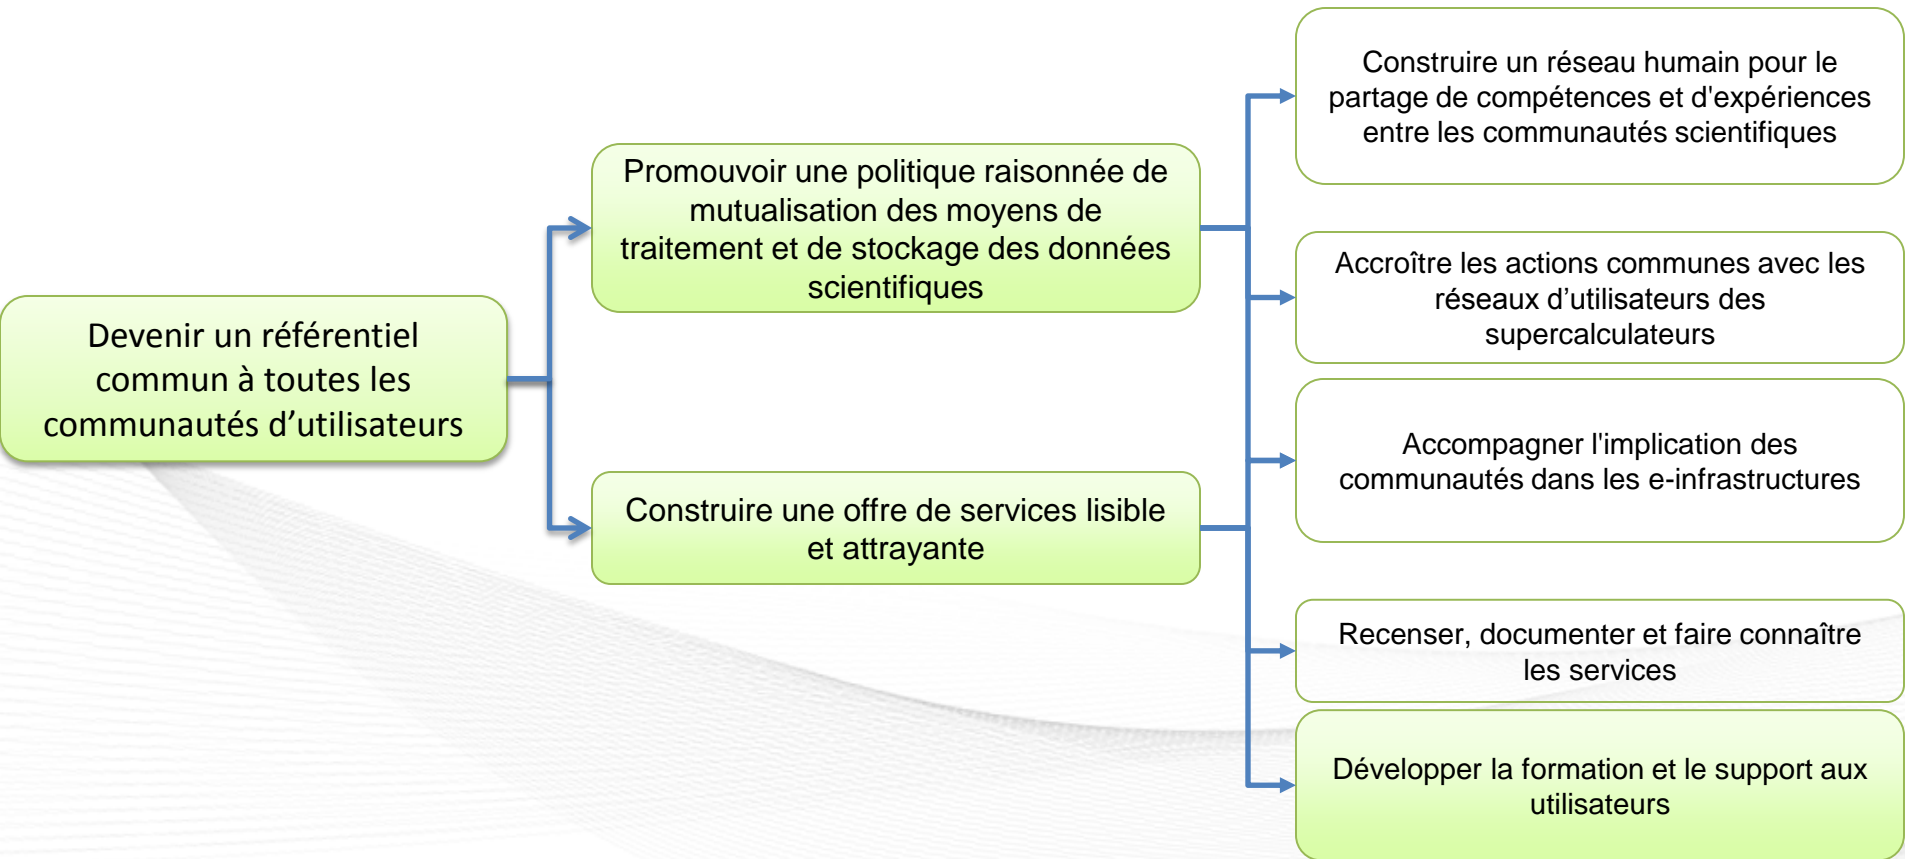 Devenir un référentiel
commun à toutes les
communautés d’utilisateurs
Promouvoir une politique raisonnée de
mutualisation des moyens de
traitement et de stockage des données
scientifiques
Construire une offre de services lisible
et attrayante
Construire un réseau humain pour le
partage de compétences et d'expériences
entre les communautés scientifiques
Accroître les actions communes avec les
réseaux d’utilisateurs des
supercalculateurs
Accompagner l'implication des
communautés dans les e-infrastructures
Recenser, documenter et faire connaître
les services
Développer la formation et le support aux
utilisateurs